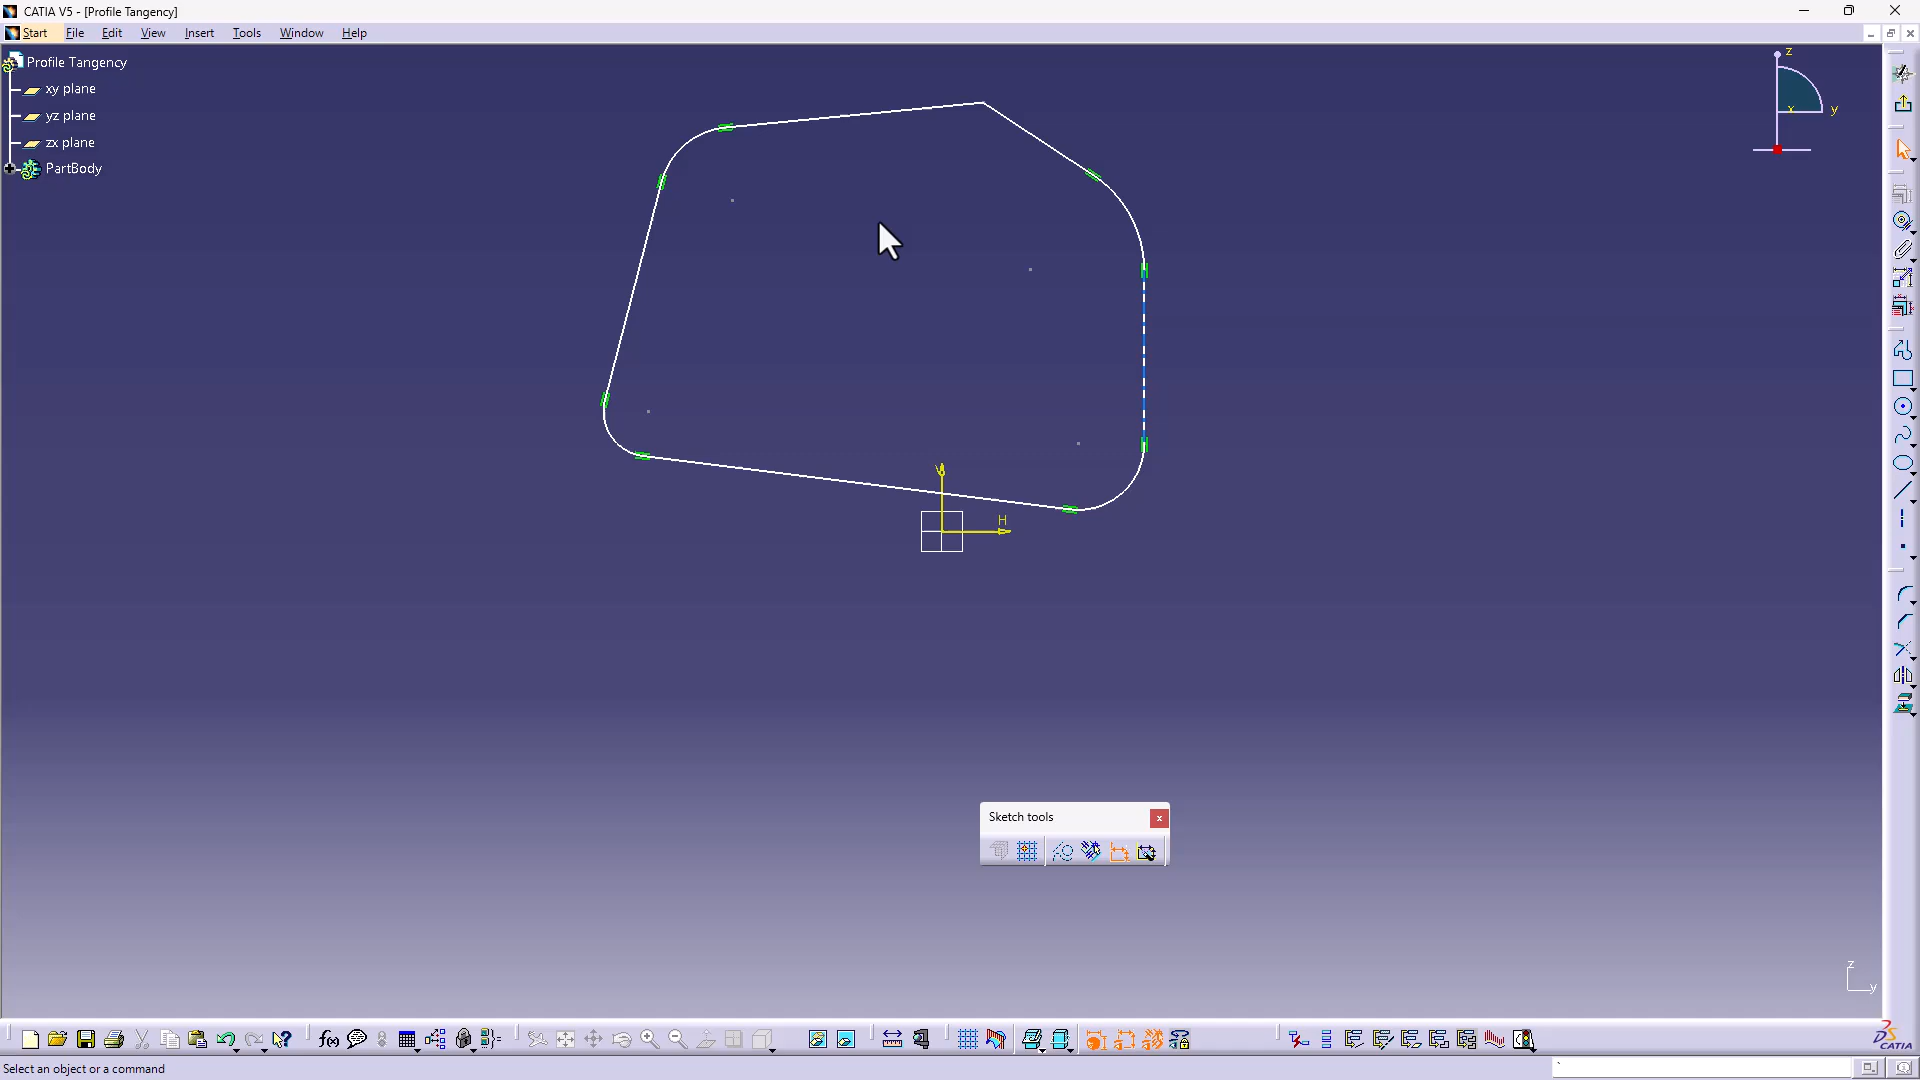 CATIA V5 - [Profile Tangency]
Start File Edit View Insert Tools Window Help
Profile Tangency
xy plane
yz plane
zx plane
PartBody
z
x
y
V
H
Sketch tools
x
z
y
f(x)
CATIA
Select an object or a command
`